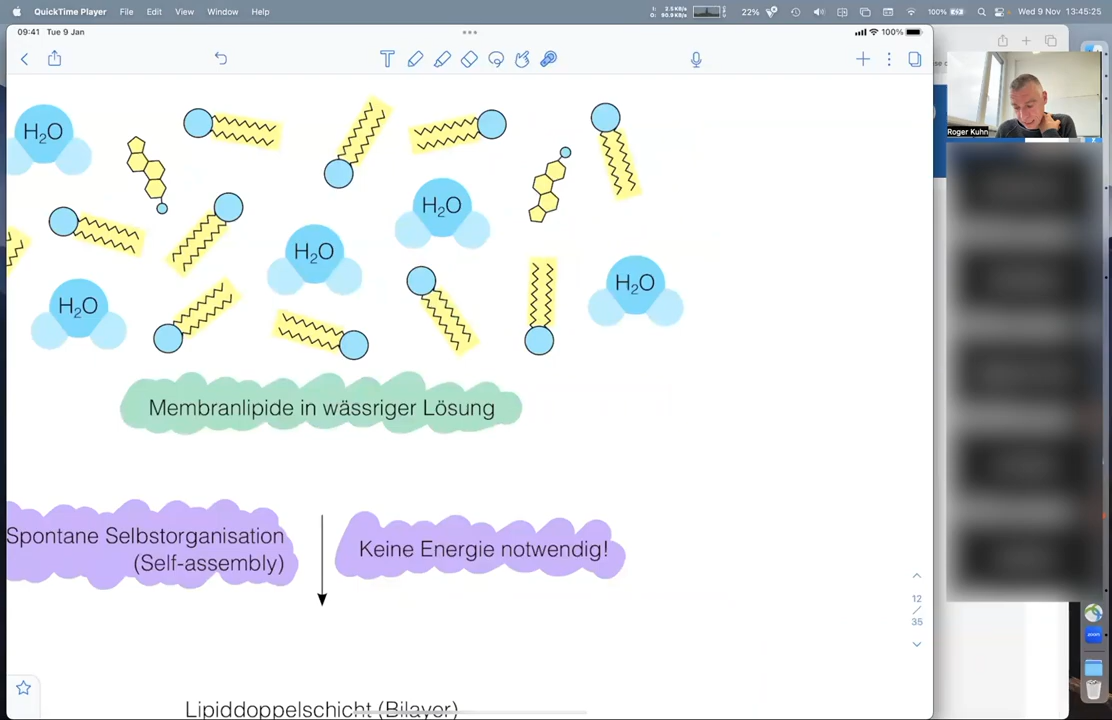 QuickTime Player File Edit View Window Help
22% 100% Wed 9 Nov 13:45:25
09:41 Tue 9 Jan
100%
Roger Kuhn
H₂O
H₂O
H₂O
H₂O
H₂O
Membranlipide in wässriger Lösung
Spontane Selbstorganisation
(Self-assembly)
Keine Energie notwendig!
12
/
35
Lipiddoppelschicht (Bilayer)
zoom